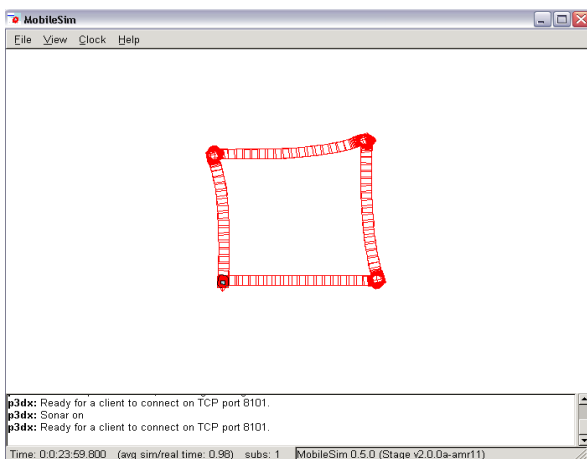 MobileSim
File View Clock Help
p3dx: Ready for a client to connect on TCP port 8101.
p3dx: Sonar on
p3dx: Ready for a client to connect on TCP port 8101.
Time: 0:0:23:59.800 (avg sim/real time: 0.98) subs: 1 MobileSim 0.5.0 (Stage v2.0.0a-amr11)